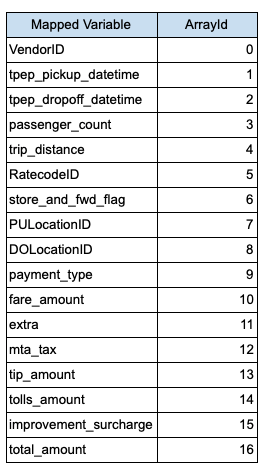 Mapped Variable ArrayId
VendorID 0
tpep_pickup_datetime 1
tpep_dropoff_datetime 2
passenger_count 3
trip_distance 4
RatecodeID 5
store_and_fwd_flag 6
PULocationID 7
DOLocationID 8
payment_type 9
fare_amount 10
extra 11
mta_tax 12
tip_amount 13
tolls_amount 14
improvement_surcharge 15
total_amount 16